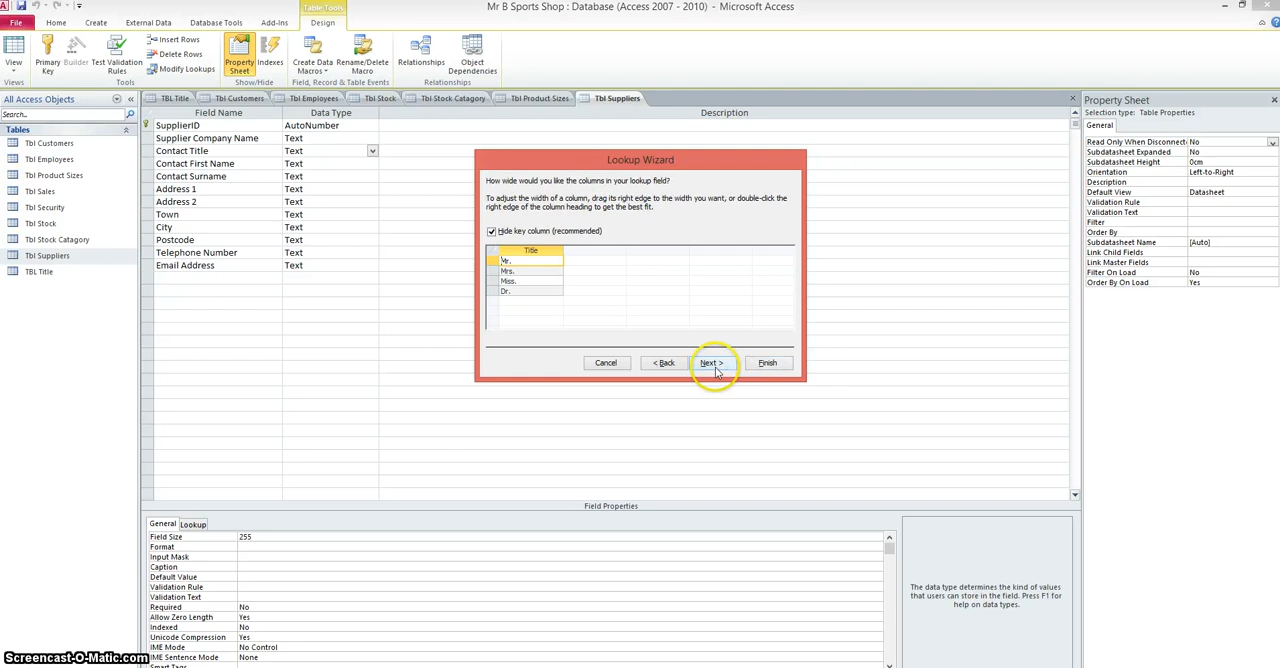 Table Tools
Mr B Sports Shop : Database (Access 2007 - 2010) - Microsoft Access
File
Home
Create
External Data
Database Tools
Add-Ins
Design
View
Primary
Key
Builder
Test Validation
Rules
Insert Rows
Delete Rows
Modify Lookups
Property
Sheet
Indexes
Create Data
Macros
Rename/Delete
Macro
Relationships
Object
Dependencies
Views
Tools
Show/Hide
Field, Record & Table Events
Relationships
All Access Objects
Search...
Tables
Tbl Customers
Tbl Employees
Tbl Product Sizes
Tbl Sales
Tbl Security
Tbl Stock
Tbl Stock Catagory
Tbl Suppliers
TBL Title
TBL Title
Tbl Customers
Tbl Employees
Tbl Stock
Tbl Stock Catagory
Tbl Product Sizes
Tbl Suppliers
Field Name Data Type Description
SupplierID AutoNumber
Supplier Company Name Text
Contact Title Text
Contact First Name Text
Contact Surname Text
Address 1 Text
Address 2 Text
Town Text
City Text
Postcode Text
Telephone Number Text
Email Address Text
Lookup Wizard
How wide would you like the columns in your lookup field?
To adjust the width of a column, drag its right edge to the width you want, or double-click the
right edge of the column heading to get the best fit.
Hide key column (recommended)
Title
Mr.
Mrs.
Miss.
Dr.
Cancel
< Back
Next >
Finish
Property Sheet
Selection type: Table Properties
General
Read Only When Disconnect No
Subdatasheet Expanded No
Subdatasheet Height 0cm
Orientation Left-to-Right
Description
Default View Datasheet
Validation Rule
Validation Text
Filter
Order By
Subdatasheet Name [Auto]
Link Child Fields
Link Master Fields
Filter On Load No
Order By On Load Yes
Field Properties
General
Lookup
Field Size 255
Format
Input Mask
Caption
Default Value
Validation Rule
Validation Text
Required No
Allow Zero Length Yes
Indexed No
Unicode Compression Yes
IME Mode No Control
IME Sentence Mode None
Smart Tags
The data type determines the kind of values
that users can store in the field. Press F1 for
help on data types.
Screencast-O-Matic.com